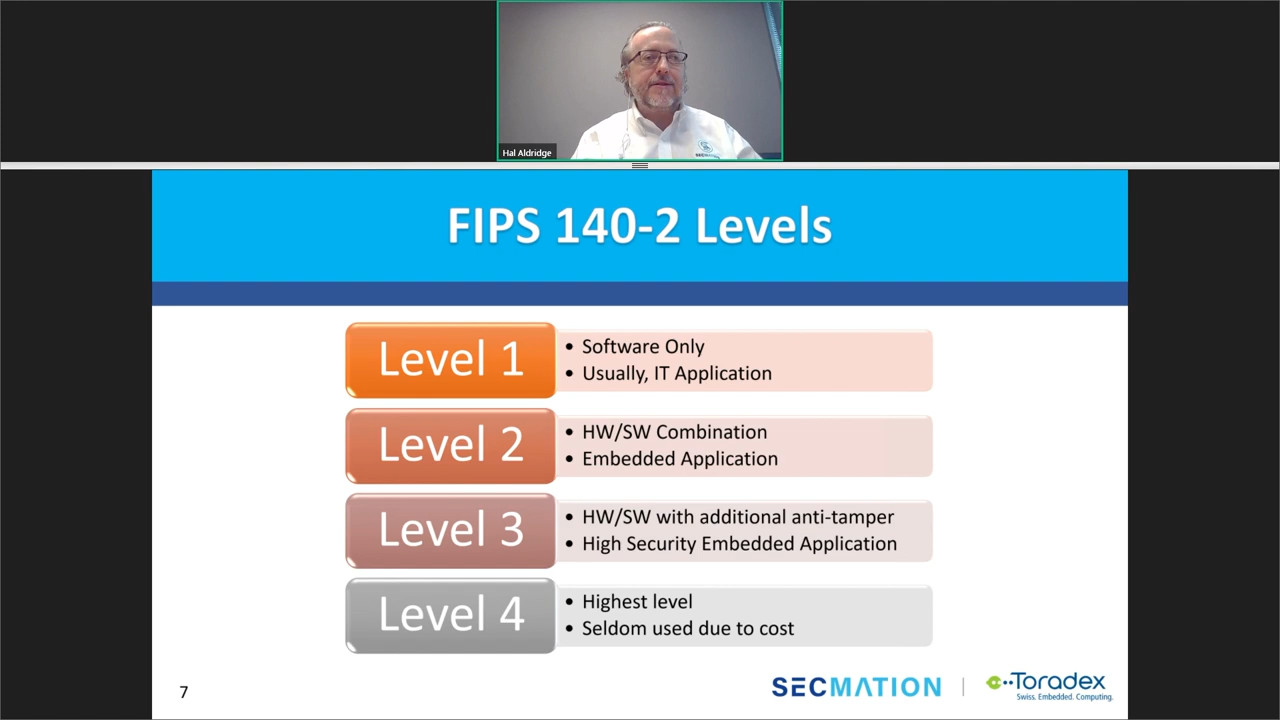 Hal Aldridge
SECMATION
FIPS 140-2 Levels
Level 1
• Software Only
• Usually, IT Application
Level 2
• HW/SW Combination
• Embedded Application
Level 3
• HW/SW with additional anti-tamper
• High Security Embedded Application
Level 4
• Highest level
• Seldom used due to cost
7
SECMATION
Toradex
Swiss. Embedded. Computing.